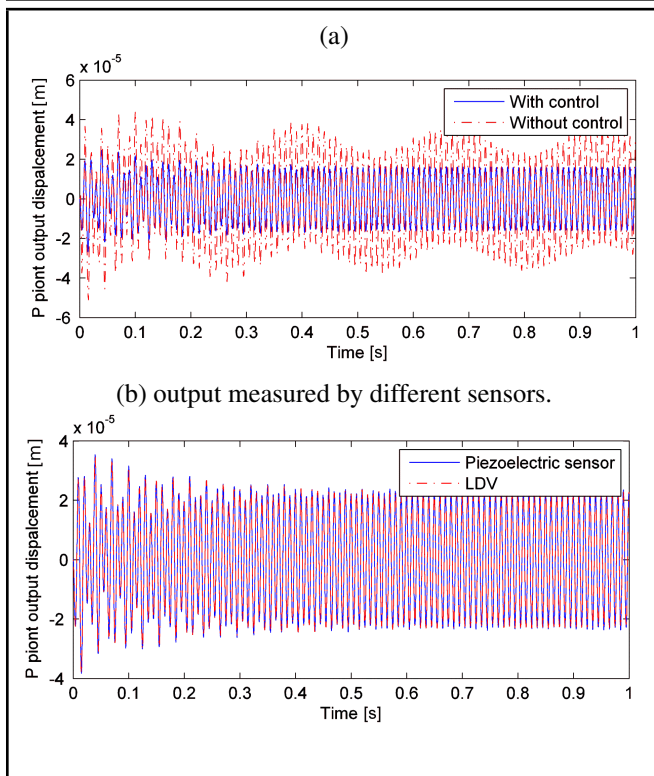 (a)
x 10-5
P piont output dispalcement [m]
6
4
2
0
-2
-4
-6
With control
Without control
0 0.1 0.2 0.3 0.4 0.5 0.6 0.7 0.8 0.9 1
Time [s]
(b) output measured by different sensors.
x 10-5
P piont output dispalcement [m]
4
2
0
-2
-4
Piezoelectric sensor
LDV
0 0.1 0.2 0.3 0.4 0.5 0.6 0.7 0.8 0.9 1
Time [s]